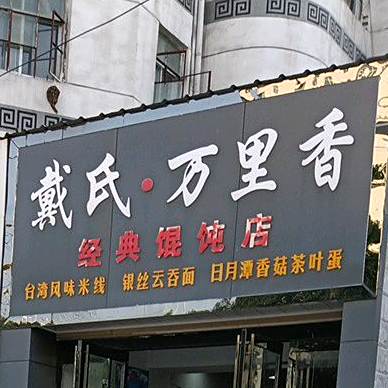 戴氏·万里香
经典馄饨店
台湾风味米线 银丝云吞面 日月潭香菇茶叶蛋